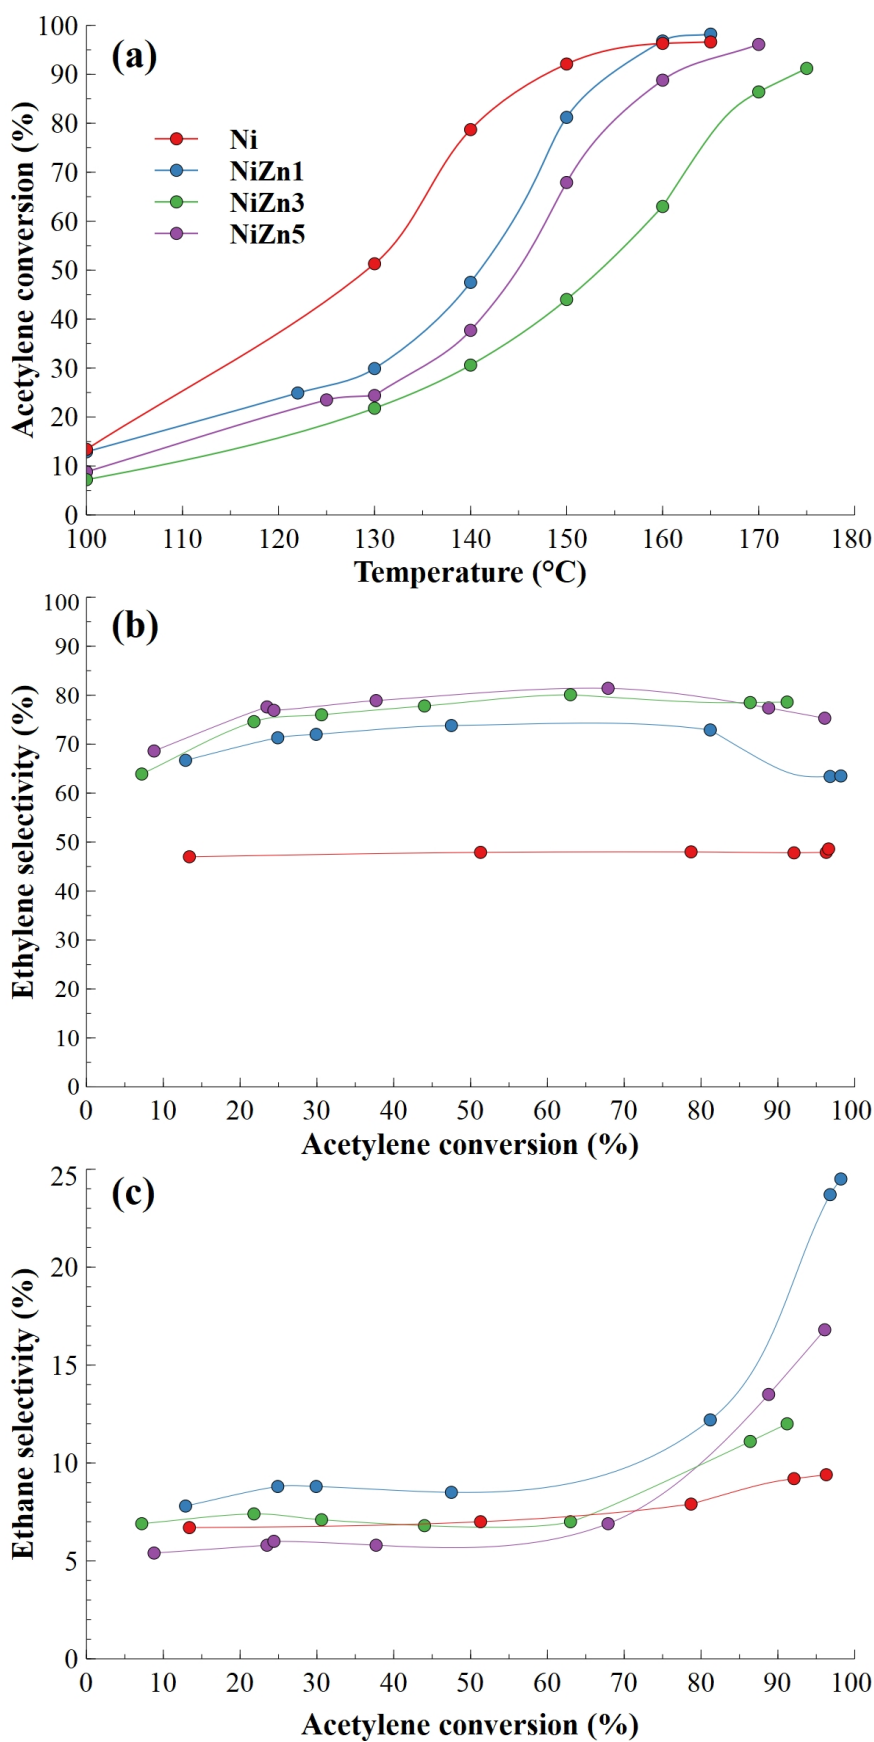 (a)
Acetylene conversion (%)
100
90
80
70
60
50
40
30
20
10
0
Ni
NiZn1
NiZn3
NiZn5
100 110 120 130 140 150 160 170 180
Temperature (°C)
(b)
Ethylene selectivity (%)
100
90
80
70
60
50
40
30
20
10
0
0 10 20 30 40 50 60 70 80 90 100
Acetylene conversion (%)
(c)
Ethane selectivity (%)
25
20
15
10
5
0
0 10 20 30 40 50 60 70 80 90 100
Acetylene conversion (%)